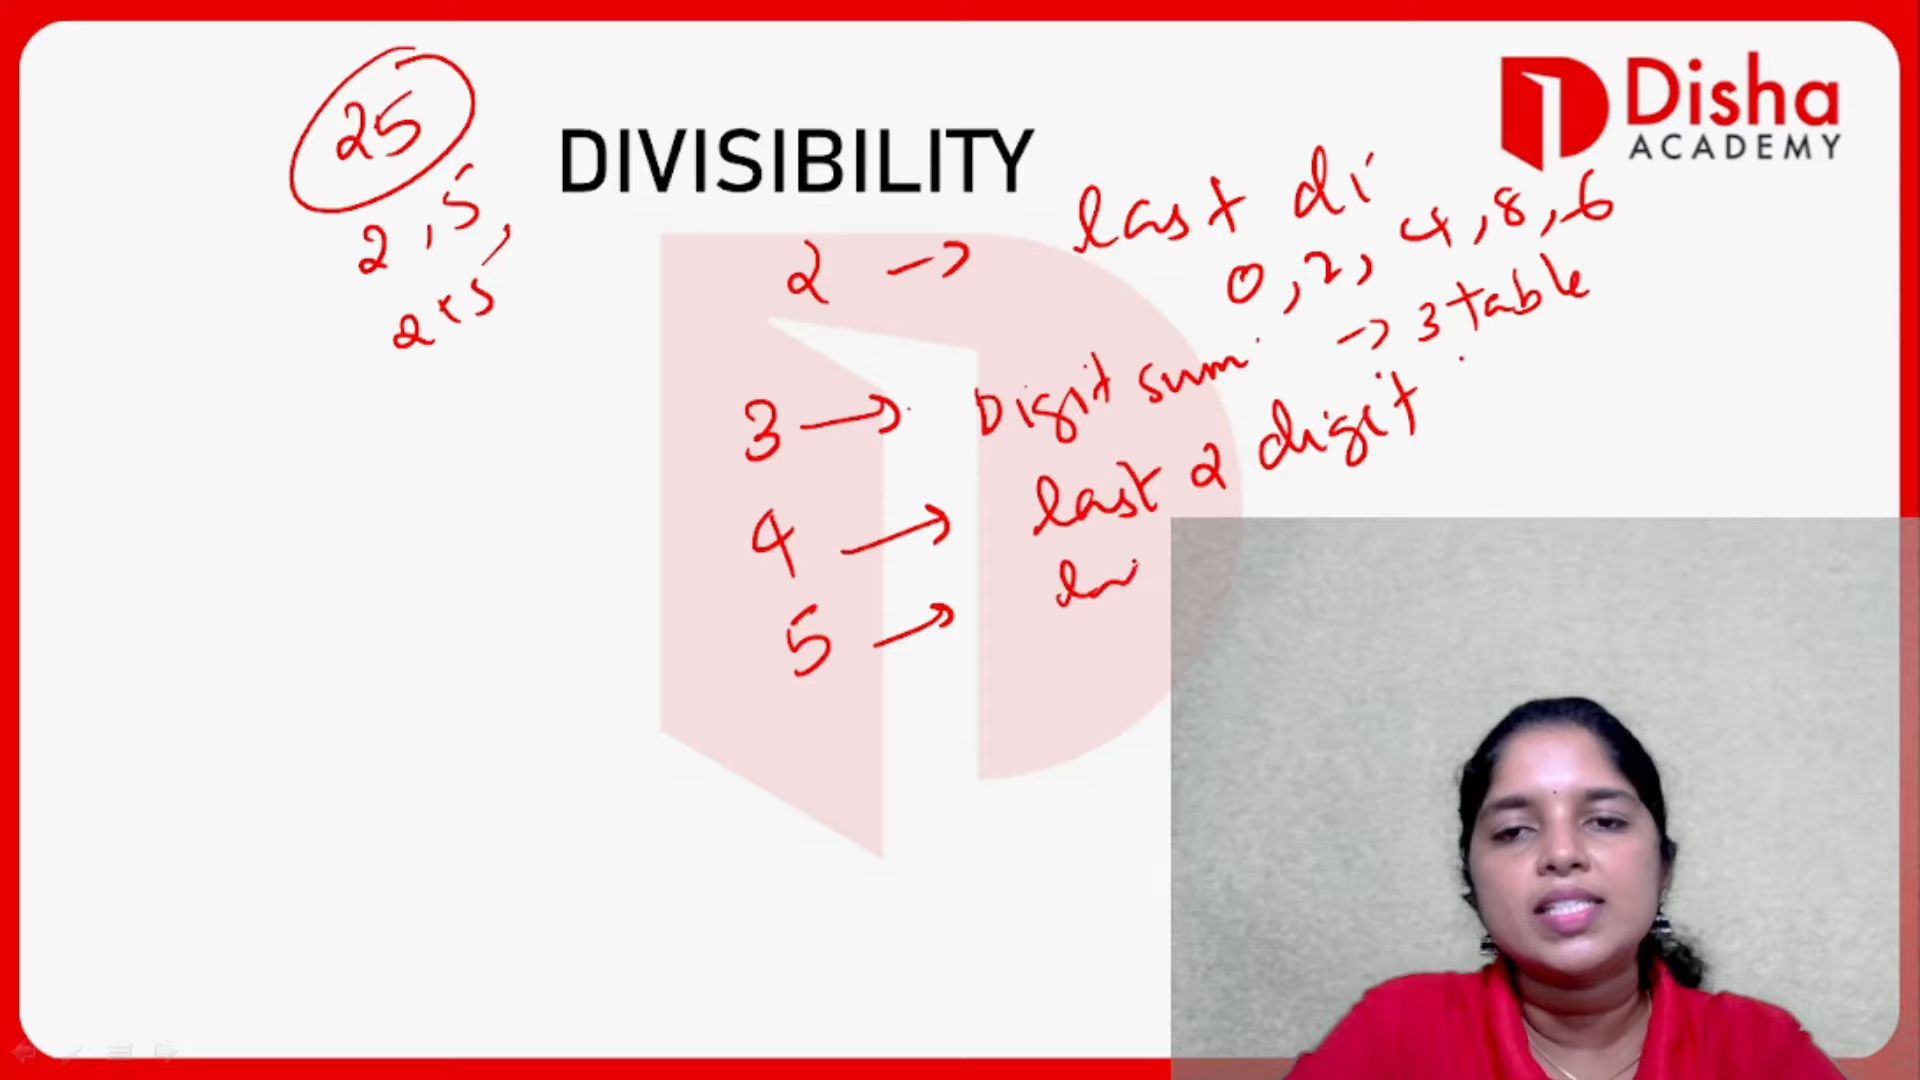 25
2, 5,
2+5
DIVISIBILITY
Disha
ACADEMY
2 → last di
0, 2, 4, 8, 6
3 → Digit sum → 3 table
4 → last 2 digit
5 →